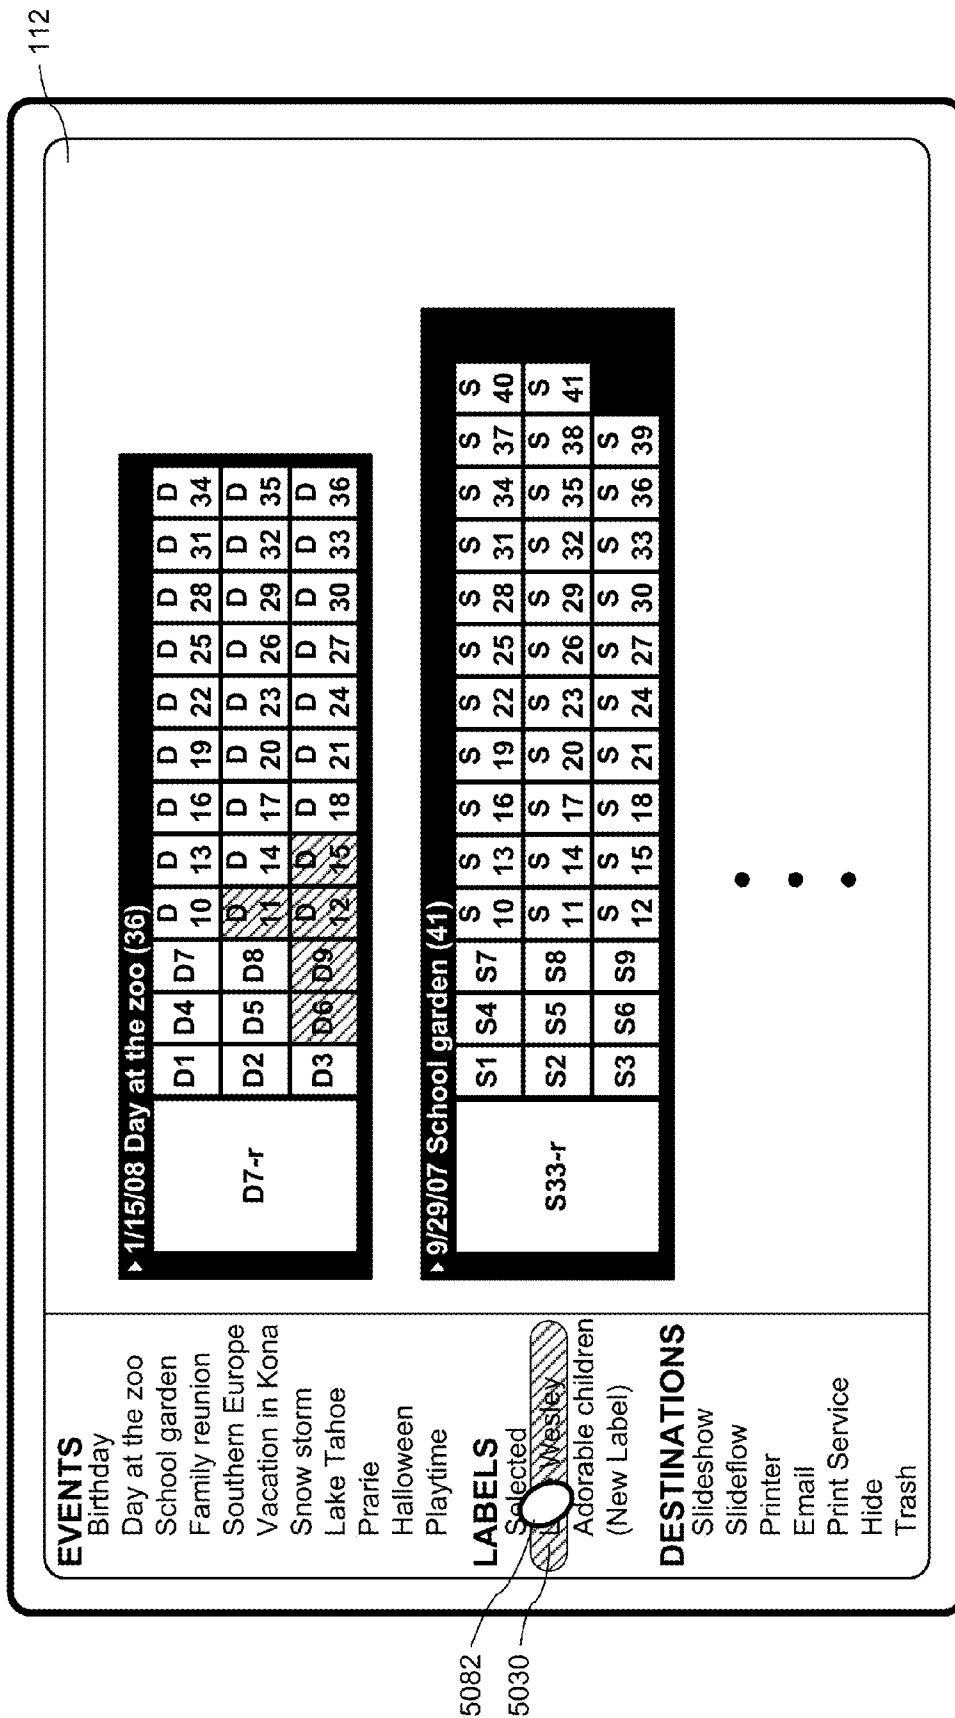 112
EVENTS
Birthday
Day at the zoo
School garden
Family reunion
Southern Europe
Vacation in Kona
Snow storm
Lake Tahoe
Prarie
Halloween
Playtime
LABELS
Selected
Wesley
Adorable children
(New Label)
DESTINATIONS
Slideshow
Slideflow
Printer
Email
Print Service
Hide
Trash
5082
5030
1/15/08 Day at the zoo (36)
D7-r
D1 D4 D7 D 10 D 13 D 16 D 19 D 22 D 25 D 28 D 31 D 34
D2 D5 D8 D 11 D 14 D 17 D 20 D 23 D 26 D 29 D 32 D 35
D3 D6 D9 D 12 D 15 D 18 D 21 D 24 D 27 D 30 D 33 D 36
9/29/07 School garden (41)
S33-r
S1 S4 S7 S 10 S 13 S 16 S 19 S 22 S 25 S 28 S 31 S 34 S 37 S 40
S2 S5 S8 S 11 S 14 S 17 S 20 S 23 S 26 S 29 S 32 S 35 S 38 S 41
S3 S6 S9 S 12 S 15 S 18 S 21 S 24 S 27 S 30 S 33 S 36 S 39